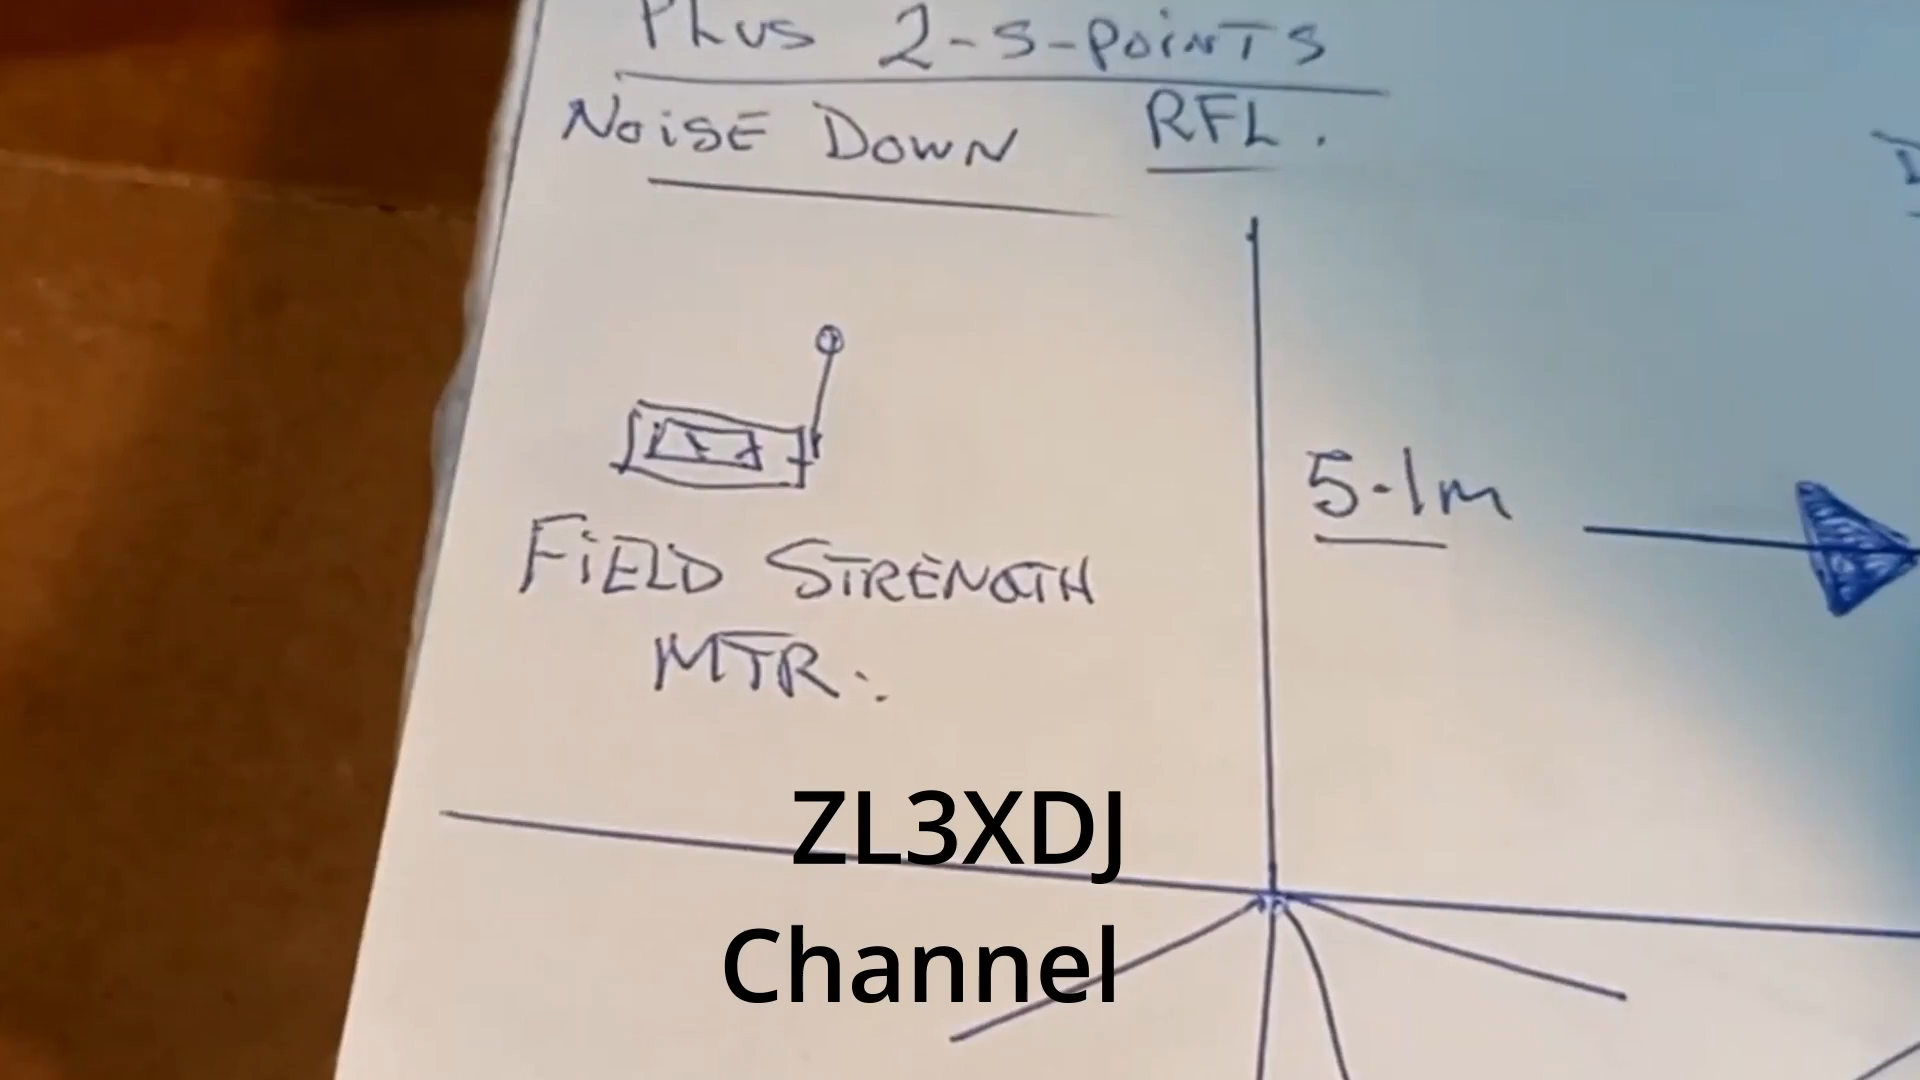 Plus 2-S-POINTS
NOISE DOWN RFL.
5.1m
FIELD STRENGTH
MTR.
ZL3XDJ
Channel